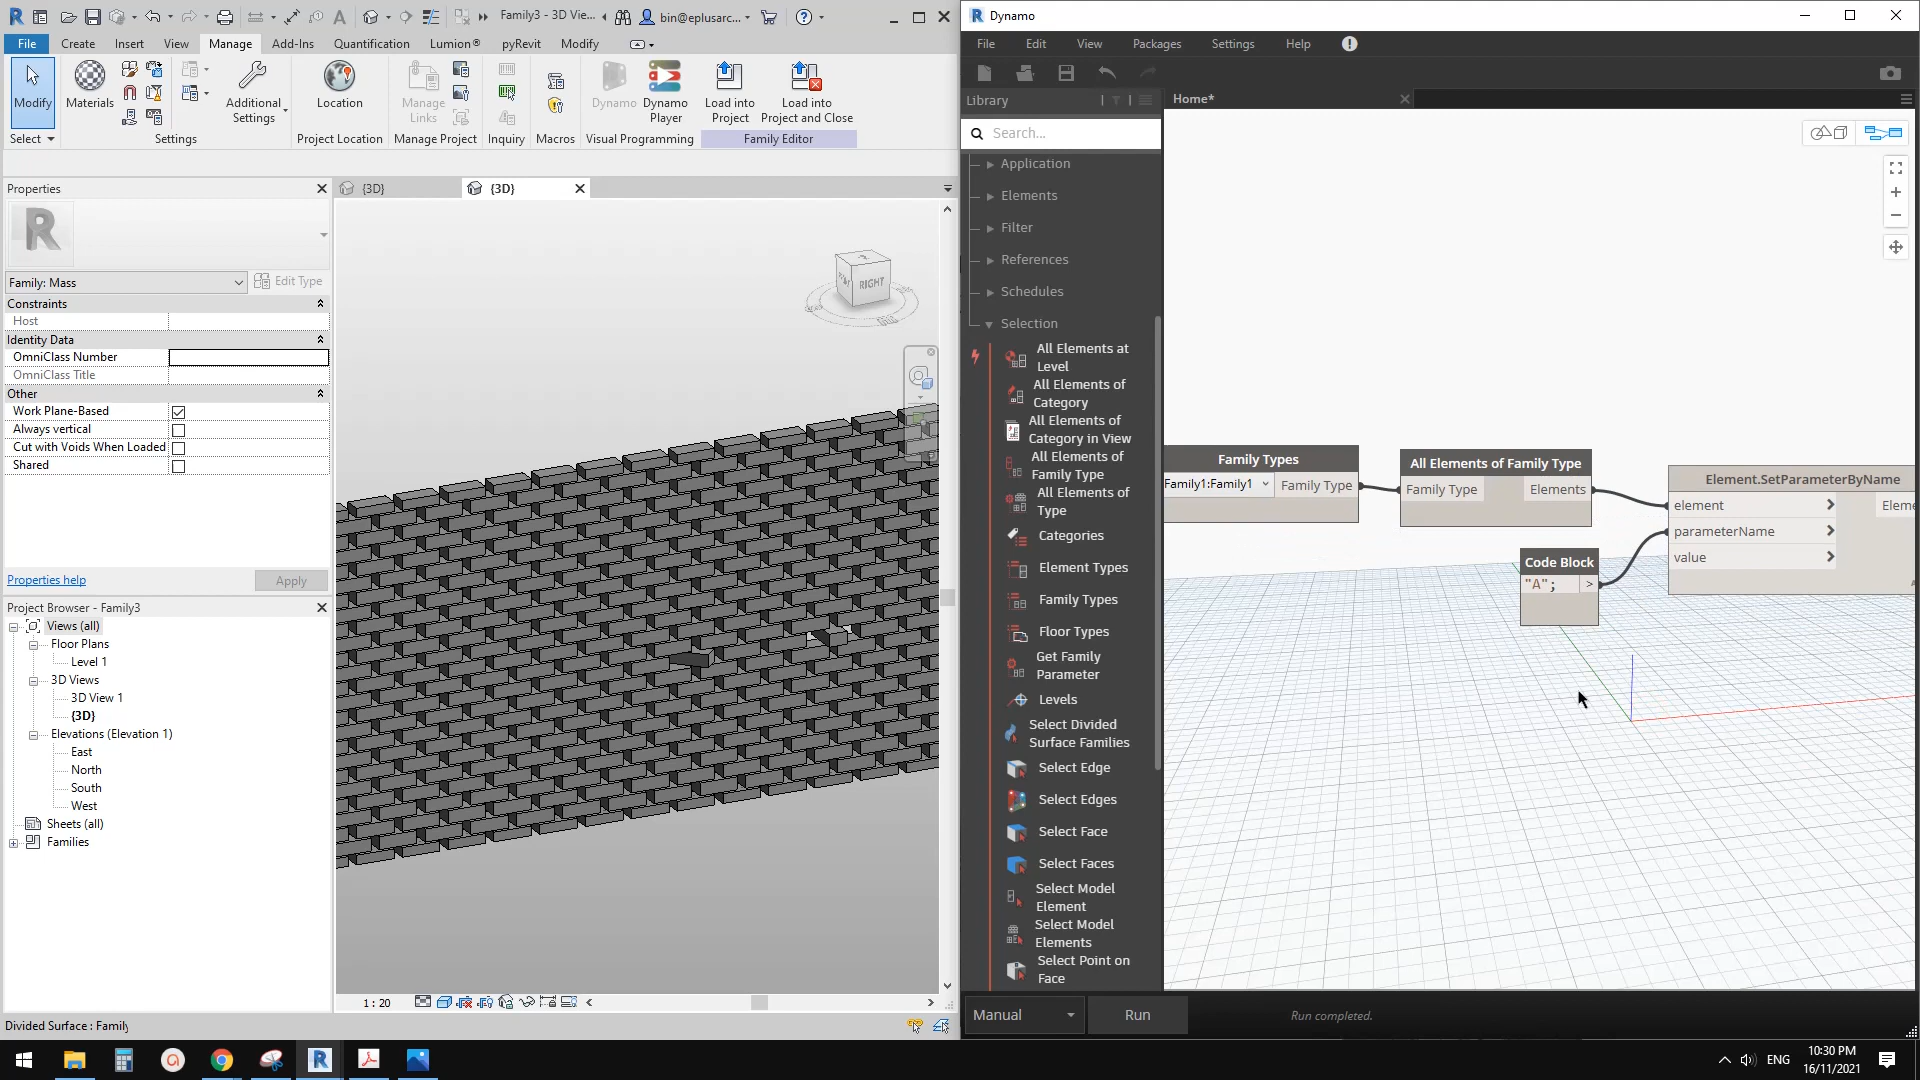 Family3 - 3D Vie...
bin@eplusarc...
File
Create
Insert
View
Manage
Add-Ins
Quantification
Lumion®
pyRevit
Modify
Modify
Materials
Additional
Settings
Location
Manage
Links
Dynamo
Dynamo
Player
Load into
Project
Load into
Project and Close
Select
Settings
Project Location
Manage Project
Inquiry
Macros
Visual Programming
Family Editor
Properties
{3D}
{3D}
R
Family: Mass
Edit Type
Constraints
Host
Identity Data
OmniClass Number
OmniClass Title
Other
Work Plane-Based
Always vertical
Cut with Voids When Loaded
Shared
Properties help
Apply
Project Browser - Family3
Views (all)
Floor Plans
Level 1
3D Views
3D View 1
{3D}
Elevations (Elevation 1)
East
North
South
West
Sheets (all)
Families
RIGHT
1 : 20
Divided Surface : Family
Dynamo
File
Edit
View
Packages
Settings
Help
Library
Home*
Search...
Application
Elements
Filter
References
Schedules
Selection
All Elements at
Level
All Elements of
Category
All Elements of
Category in View
All Elements of
Family Type
All Elements of
Type
Categories
Element Types
Family Types
Floor Types
Get Family
Parameter
Levels
Select Divided
Surface Families
Select Edge
Select Edges
Select Face
Select Faces
Select Model
Element
Select Model
Elements
Select Point on
Face
Family Types
Family1:Family1
Family Type
All Elements of Family Type
Family Type
Elements
Code Block
"A";
>
Element.SetParameterByName
element
Eleme
parameterName
value
Manual
Run
Run completed.
ENG
10:30 PM
16/11/2021